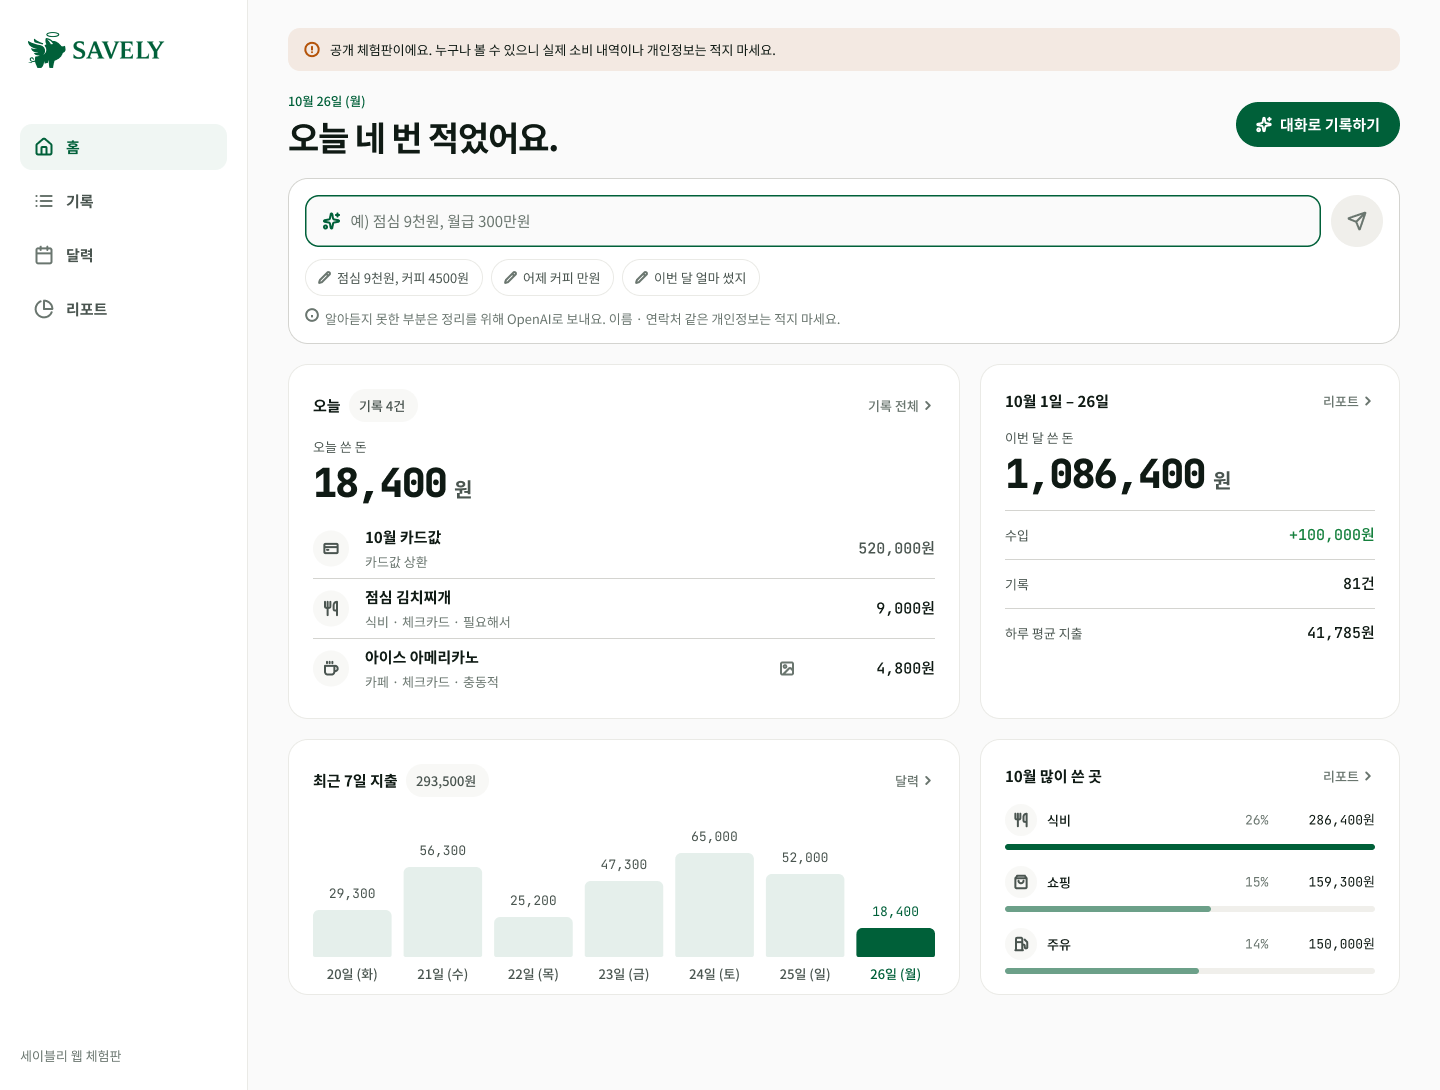 SAVELY
홈
기록
달력
리포트
세이블리 웹 체험판
공개 체험판이에요. 누구나 볼 수 있으니 실제 소비 내역이나 개인정보는 적지 마세요.
10월 26일 (월)
오늘 네 번 적었어요.
대화로 기록하기
예) 점심 9천원, 월급 300만원
점심 9천원, 커피 4500원
어제 커피 만원
이번 달 얼마 썼지
알아듣지 못한 부분은 정리를 위해 OpenAI로 보내요. 이름 · 연락처 같은 개인정보는 적지 마세요.
오늘 기록 4건 기록 전체
오늘 쓴 돈
18,400 원
10월 카드값
카드값 상환
520,000원
점심 김치찌개
식비 · 체크카드 · 필요해서
9,000원
아이스 아메리카노
카페 · 체크카드 · 충동적
4,800원
10월 1일 – 26일 리포트
이번 달 쓴 돈
1,086,400 원
수입 +100,000원
기록 81건
하루 평균 지출 41,785원
최근 7일 지출 293,500원 달력
29,300 56,300 25,200 47,300 65,000 52,000 18,400
20일 (화) 21일 (수) 22일 (목) 23일 (금) 24일 (토) 25일 (일) 26일 (월)
10월 많이 쓴 곳 리포트
식비 26% 286,400원
쇼핑 15% 159,300원
주유 14% 150,000원